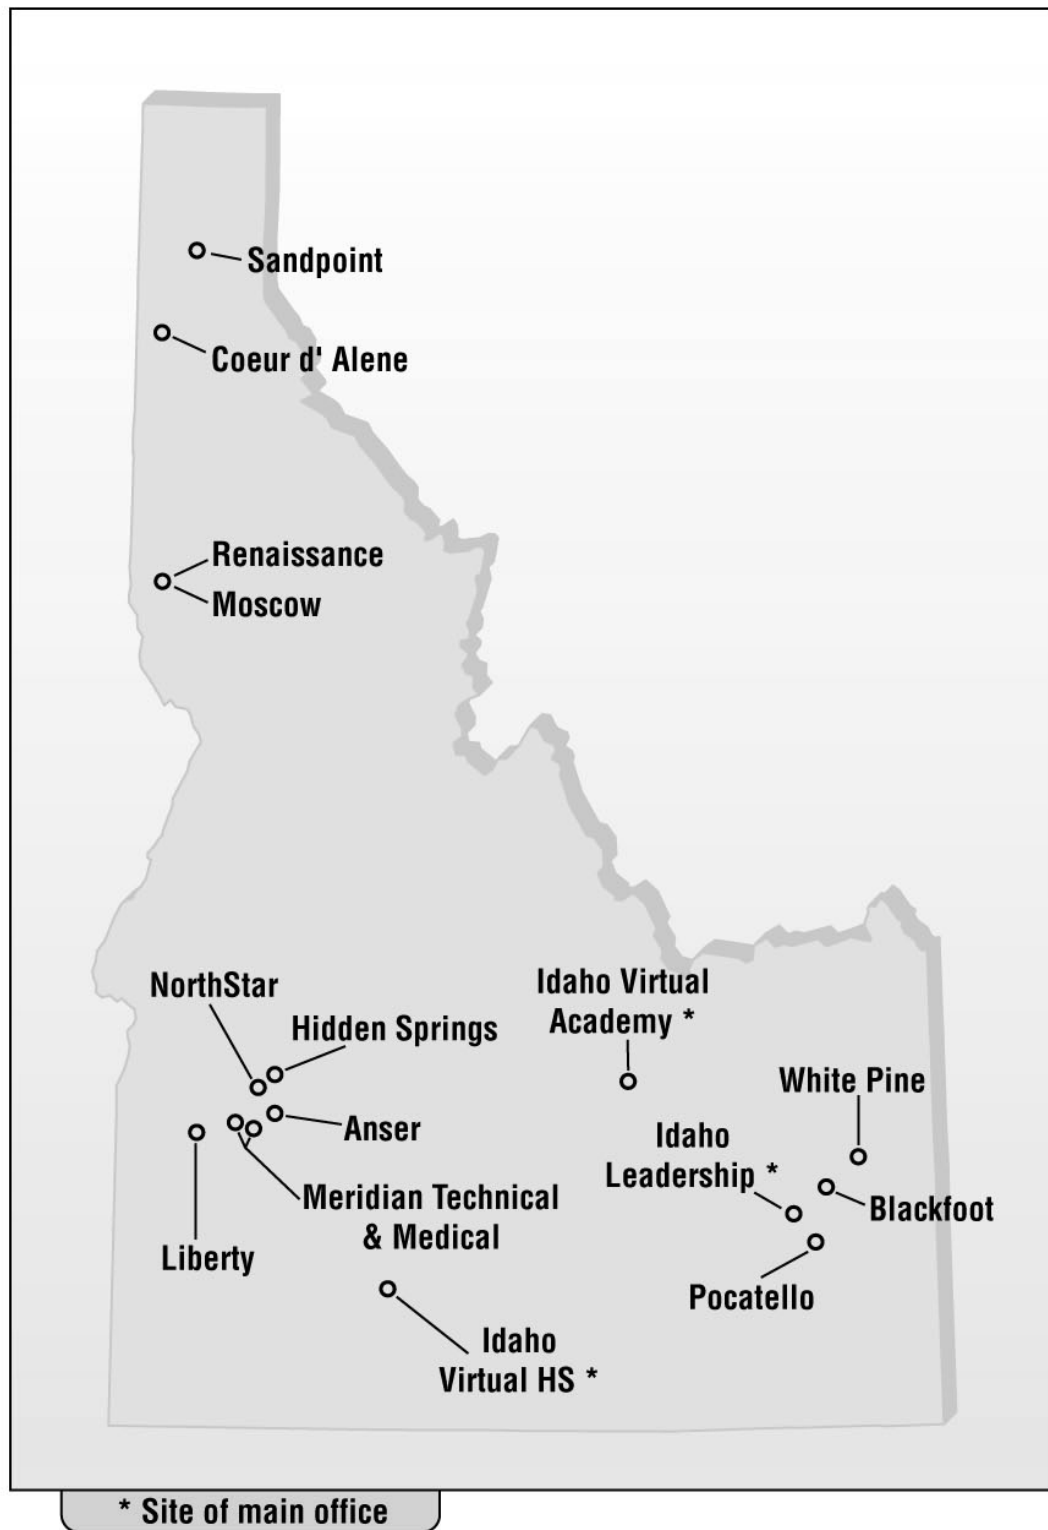 Sandpoint
Coeur d' Alene
Renaissance
Moscow
NorthStar
Hidden Springs
Idaho Virtual
Academy *
White Pine
Anser
Idaho
Leadership *
Meridian Technical
& Medical
Blackfoot
Liberty
Pocatello
Idaho
Virtual HS *
* Site of main office